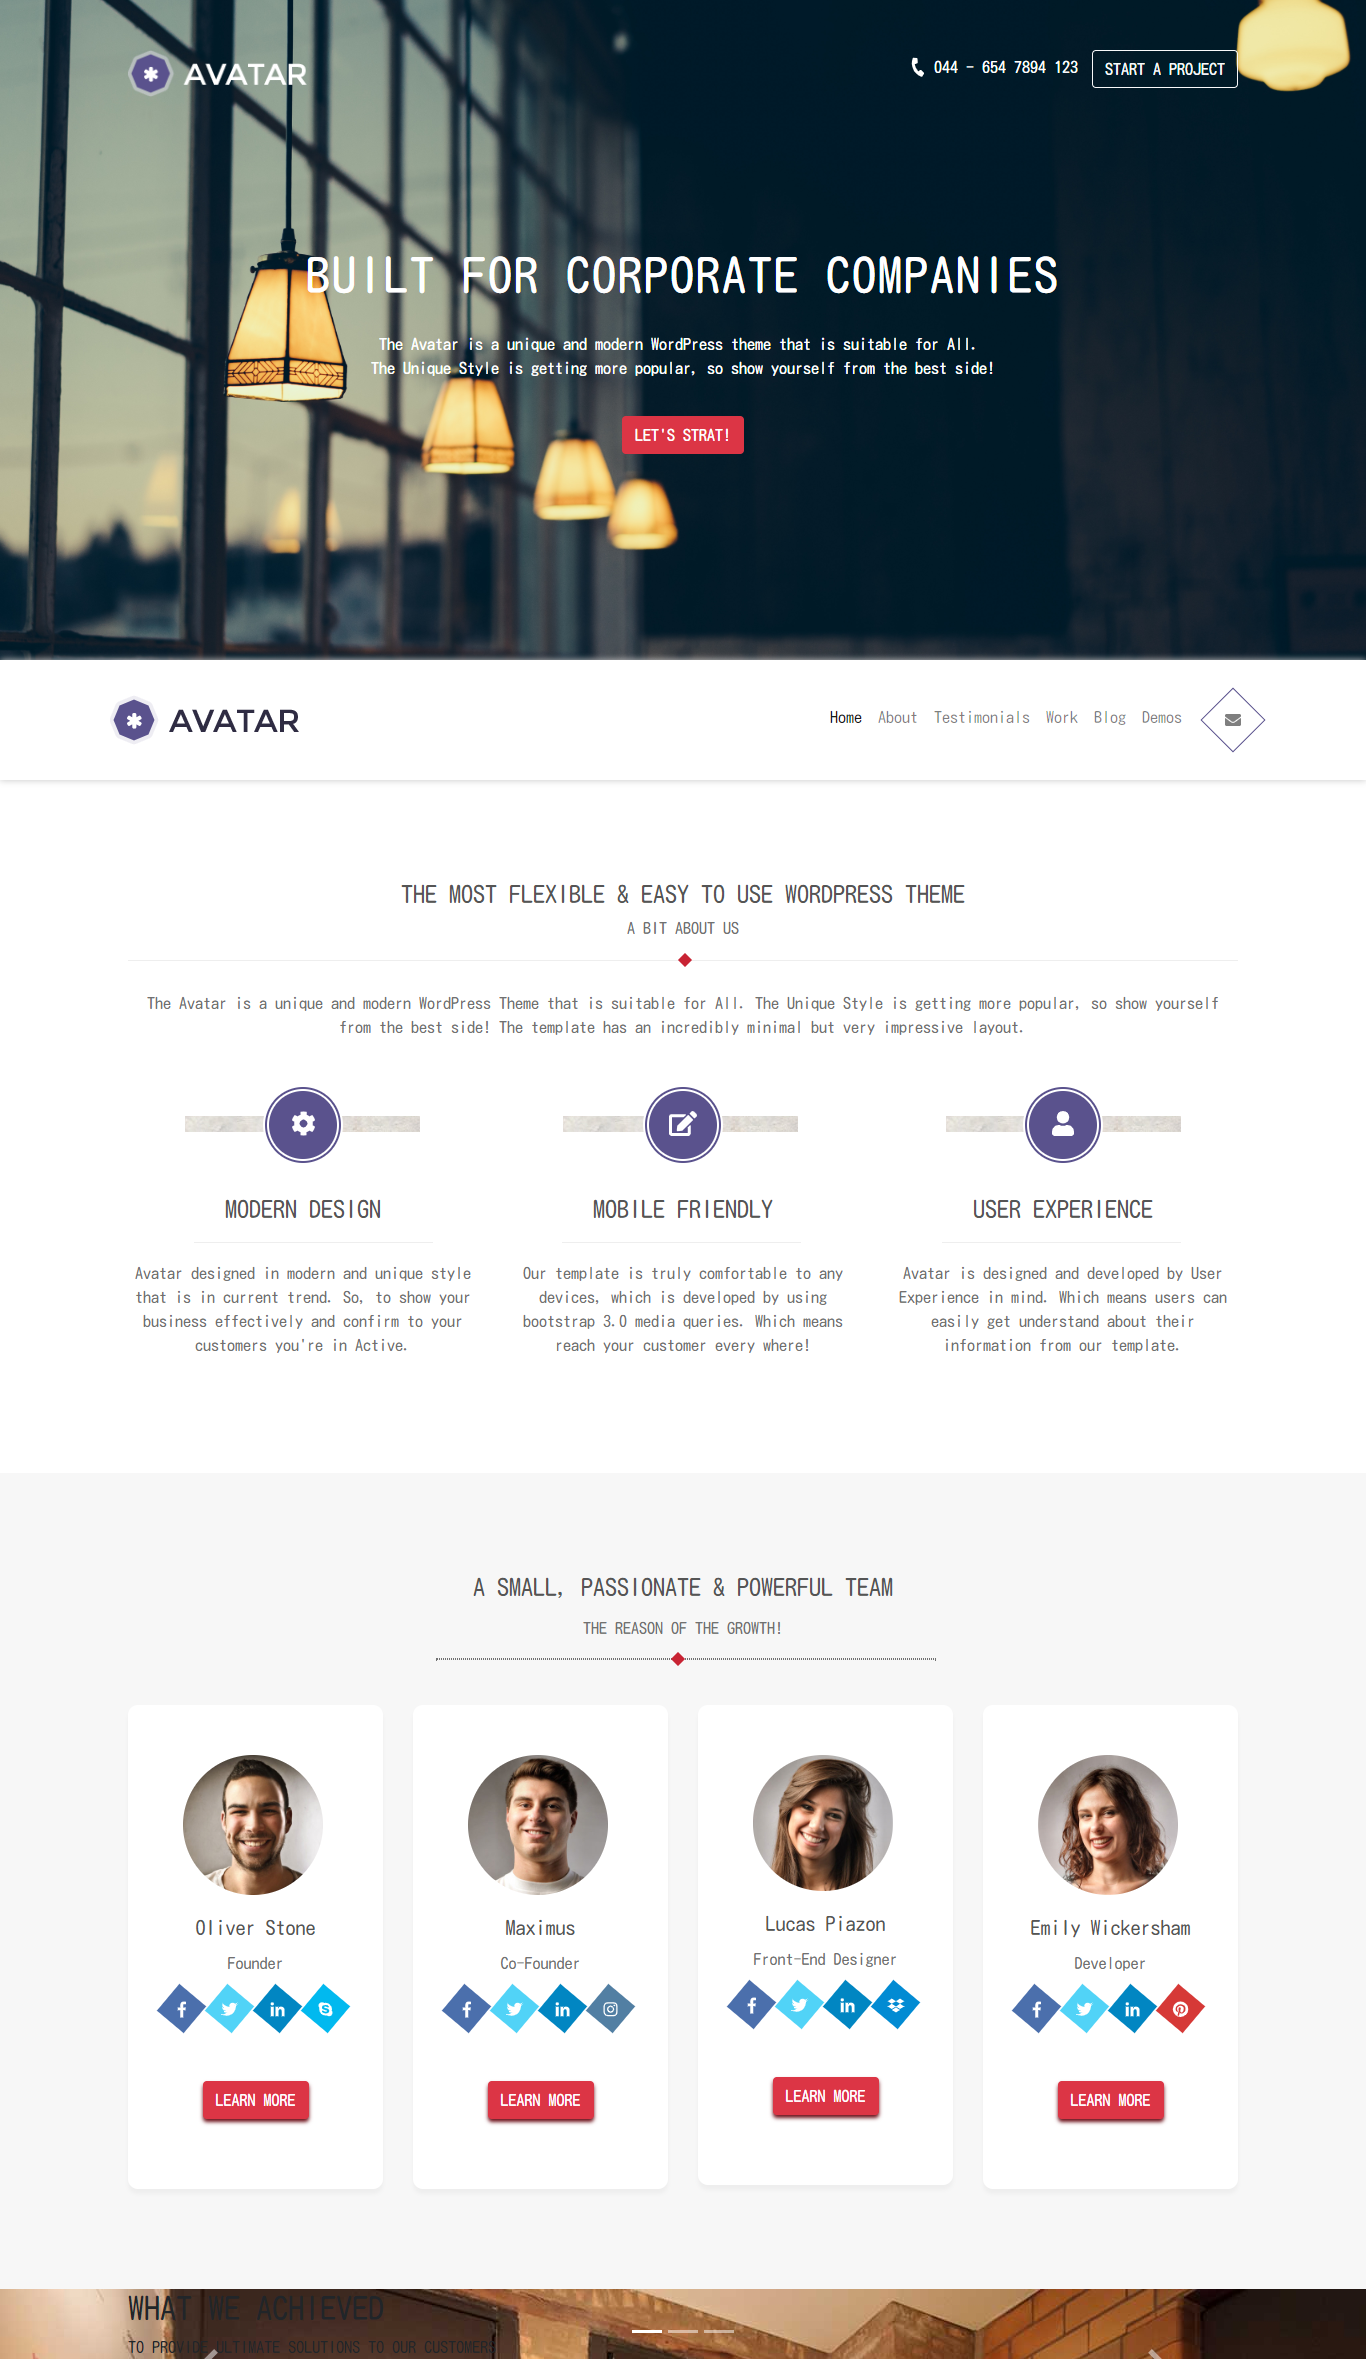 AVATAR
044 - 654 7894 123
START A PROJECT
BUILT FOR CORPORATE COMPANIES
The Avatar is a unique and modern WordPress theme that is suitable for All.
The Unique Style is getting more popular, so show yourself from the best side!
LET'S STRAT!
AVATAR
Home About Testimonials Work Blog Demos
THE MOST FLEXIBLE & EASY TO USE WORDPRESS THEME
A BIT ABOUT US
The Avatar is a unique and modern WordPress Theme that is suitable for All. The Unique Style is getting more popular, so show yourself
from the best side! The template has an incredibly minimal but very impressive layout.
MODERN DESIGN
Avatar designed in modern and unique style
that is in current trend. So, to show your
business effectively and confirm to your
customers you're in Active.
MOBILE FRIENDLY
Our template is truly comfortable to any
devices, which is developed by using
bootstrap 3.0 media queries. Which means
reach your customer every where!
USER EXPERIENCE
Avatar is designed and developed by User
Experience in mind. Which means users can
easily get understand about their
information from our template.
A SMALL, PASSIONATE & POWERFUL TEAM
THE REASON OF THE GROWTH!
Oliver Stone
Founder
LEARN MORE
Maximus
Co-Founder
LEARN MORE
Lucas Piazon
Front-End Designer
LEARN MORE
Emily Wickersham
Developer
LEARN MORE
WHAT WE ACHIEVED
TO PROVIDE ULTIMATE SOLUTIONS TO OUR CUSTOMERS